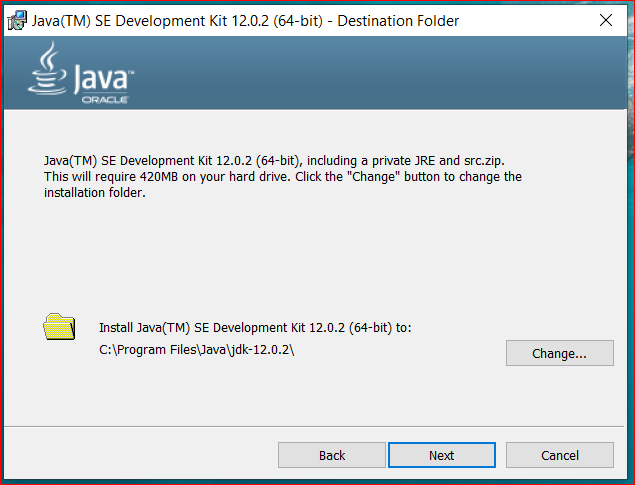 Java(TM) SE Development Kit 12.0.2 (64-bit) - Destination Folder
Java™
ORACLE
Java(TM) SE Development Kit 12.0.2 (64-bit), including a private JRE and src.zip.
This will require 420MB on your hard drive. Click the "Change" button to change the
installation folder.
Install Java(TM) SE Development Kit 12.0.2 (64-bit) to:
C:\Program Files\Java\jdk-12.0.2\
Change...
Back
Next
Cancel